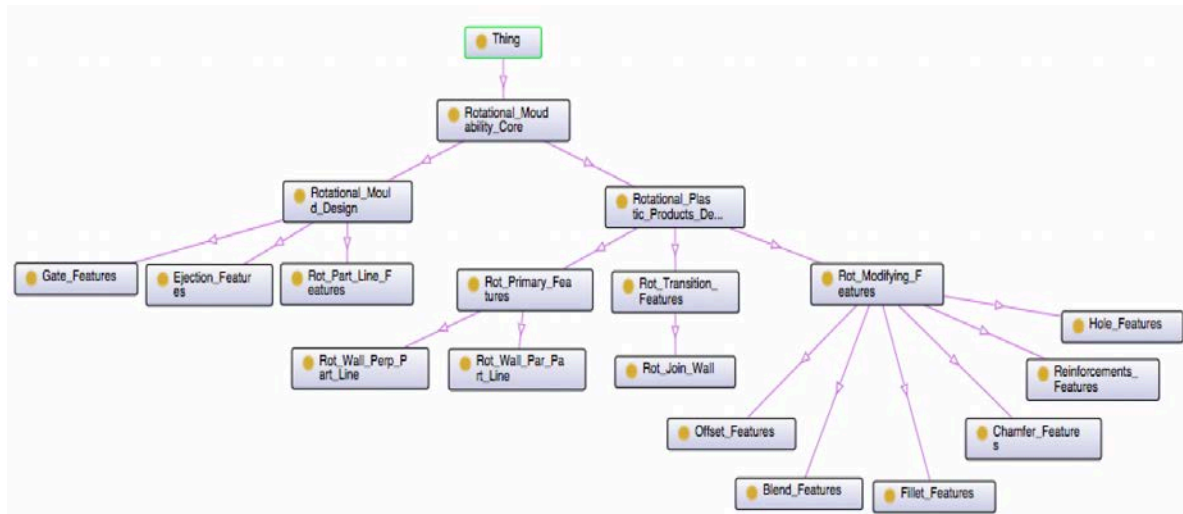 Thing
Rotational_Moud
ability_Core
Rotational_Moul
d_Design
Rotational_Plas
tic_Products_De...
Gate_Features
Ejection_Featur
es
Rot_Part_Line_F
eatures
Rot_Primary_Fea
tures
Rot_Transition_
Features
Rot_Modifying_F
eatures
Hole_Features
Rot_Wall_Perp_P
art_Line
Rot_Wall_Par_Pa
rt_Line
Rot_Join_Wall
Reinforcements_
Features
Offset_Features
Chamfer_Feature
s
Blend_Features
Fillet_Features